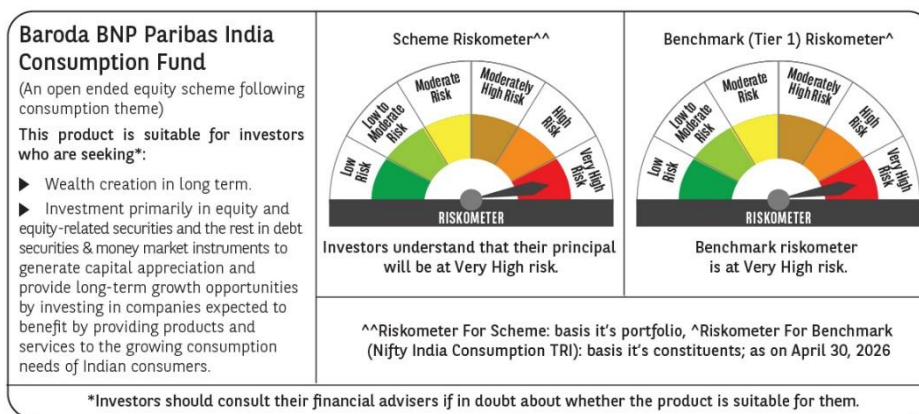 Baroda BNP Paribas India
Consumption Fund
(An open ended equity scheme following
consumption theme)
This product is suitable for investors
who are seeking*:
▶ Wealth creation in long term.
▶ Investment primarily in equity and
equity-related securities and the rest in debt
securities & money market instruments to
generate capital appreciation and
provide long-term growth opportunities
by investing in companies expected to
benefit by providing products and
services to the growing consumption
needs of Indian consumers.
Scheme Riskometer^^
Low
Risk
Low to
Moderate
Risk
Moderate
Risk
Moderately
High Risk
High
Risk
Very High
Risk
RISKOMETER
Investors understand that their principal
will be at Very High risk.
Benchmark (Tier 1) Riskometer^
Low
Risk
Low to
Moderate
Risk
Moderate
Risk
Moderately
High Risk
High
Risk
Very High
Risk
RISKOMETER
Benchmark riskometer
is at Very High risk.
^^Riskometer For Scheme: basis it's portfolio, ^Riskometer For Benchmark
(Nifty India Consumption TRI): basis it's constituents; as on April 30, 2026
*Investors should consult their financial advisers if in doubt about whether the product is suitable for them.